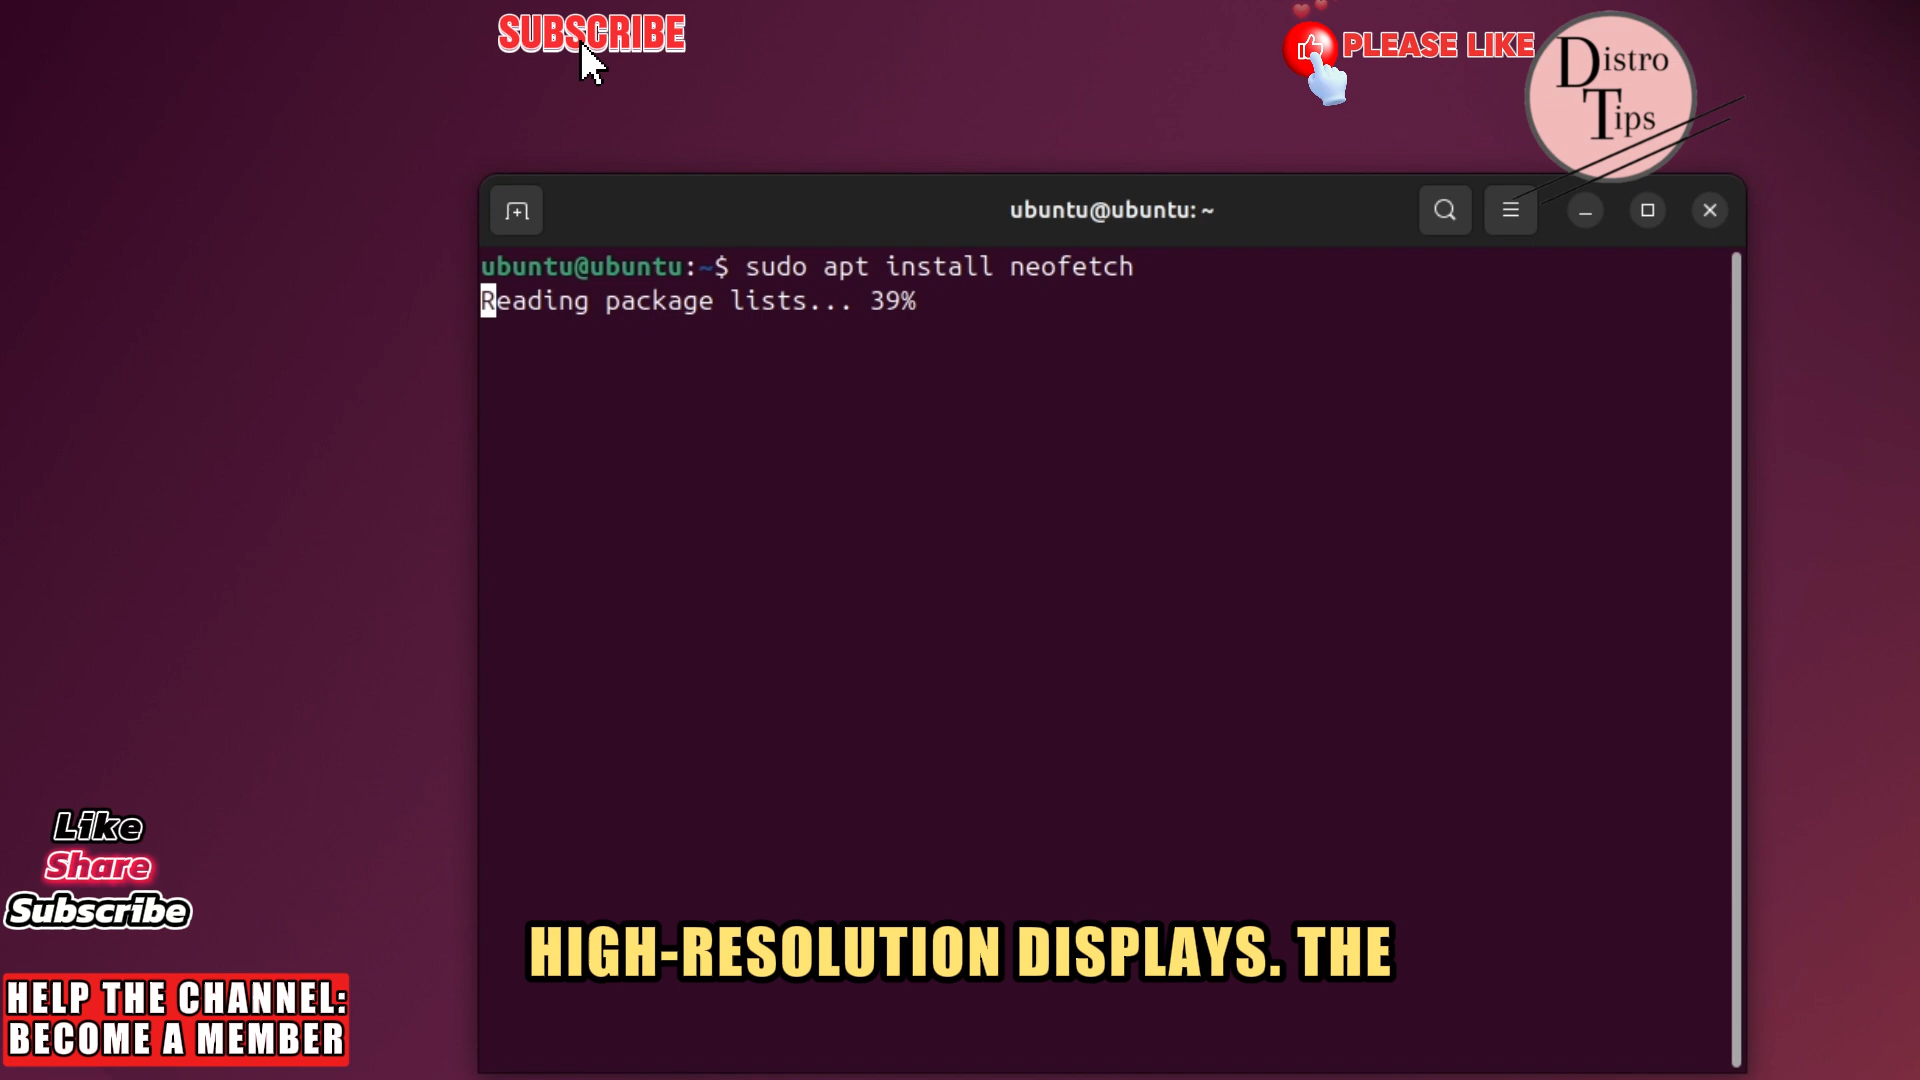 SUBSCRIBE
PLEASE LIKE
Distro
Tips
ubuntu@ubuntu: ~
ubuntu@ubuntu:~$ sudo apt install neofetch
Reading package lists... 39%
Like
Share
Subscribe
HIGH-RESOLUTION DISPLAYS. THE
HELP THE CHANNEL:
BECOME A MEMBER